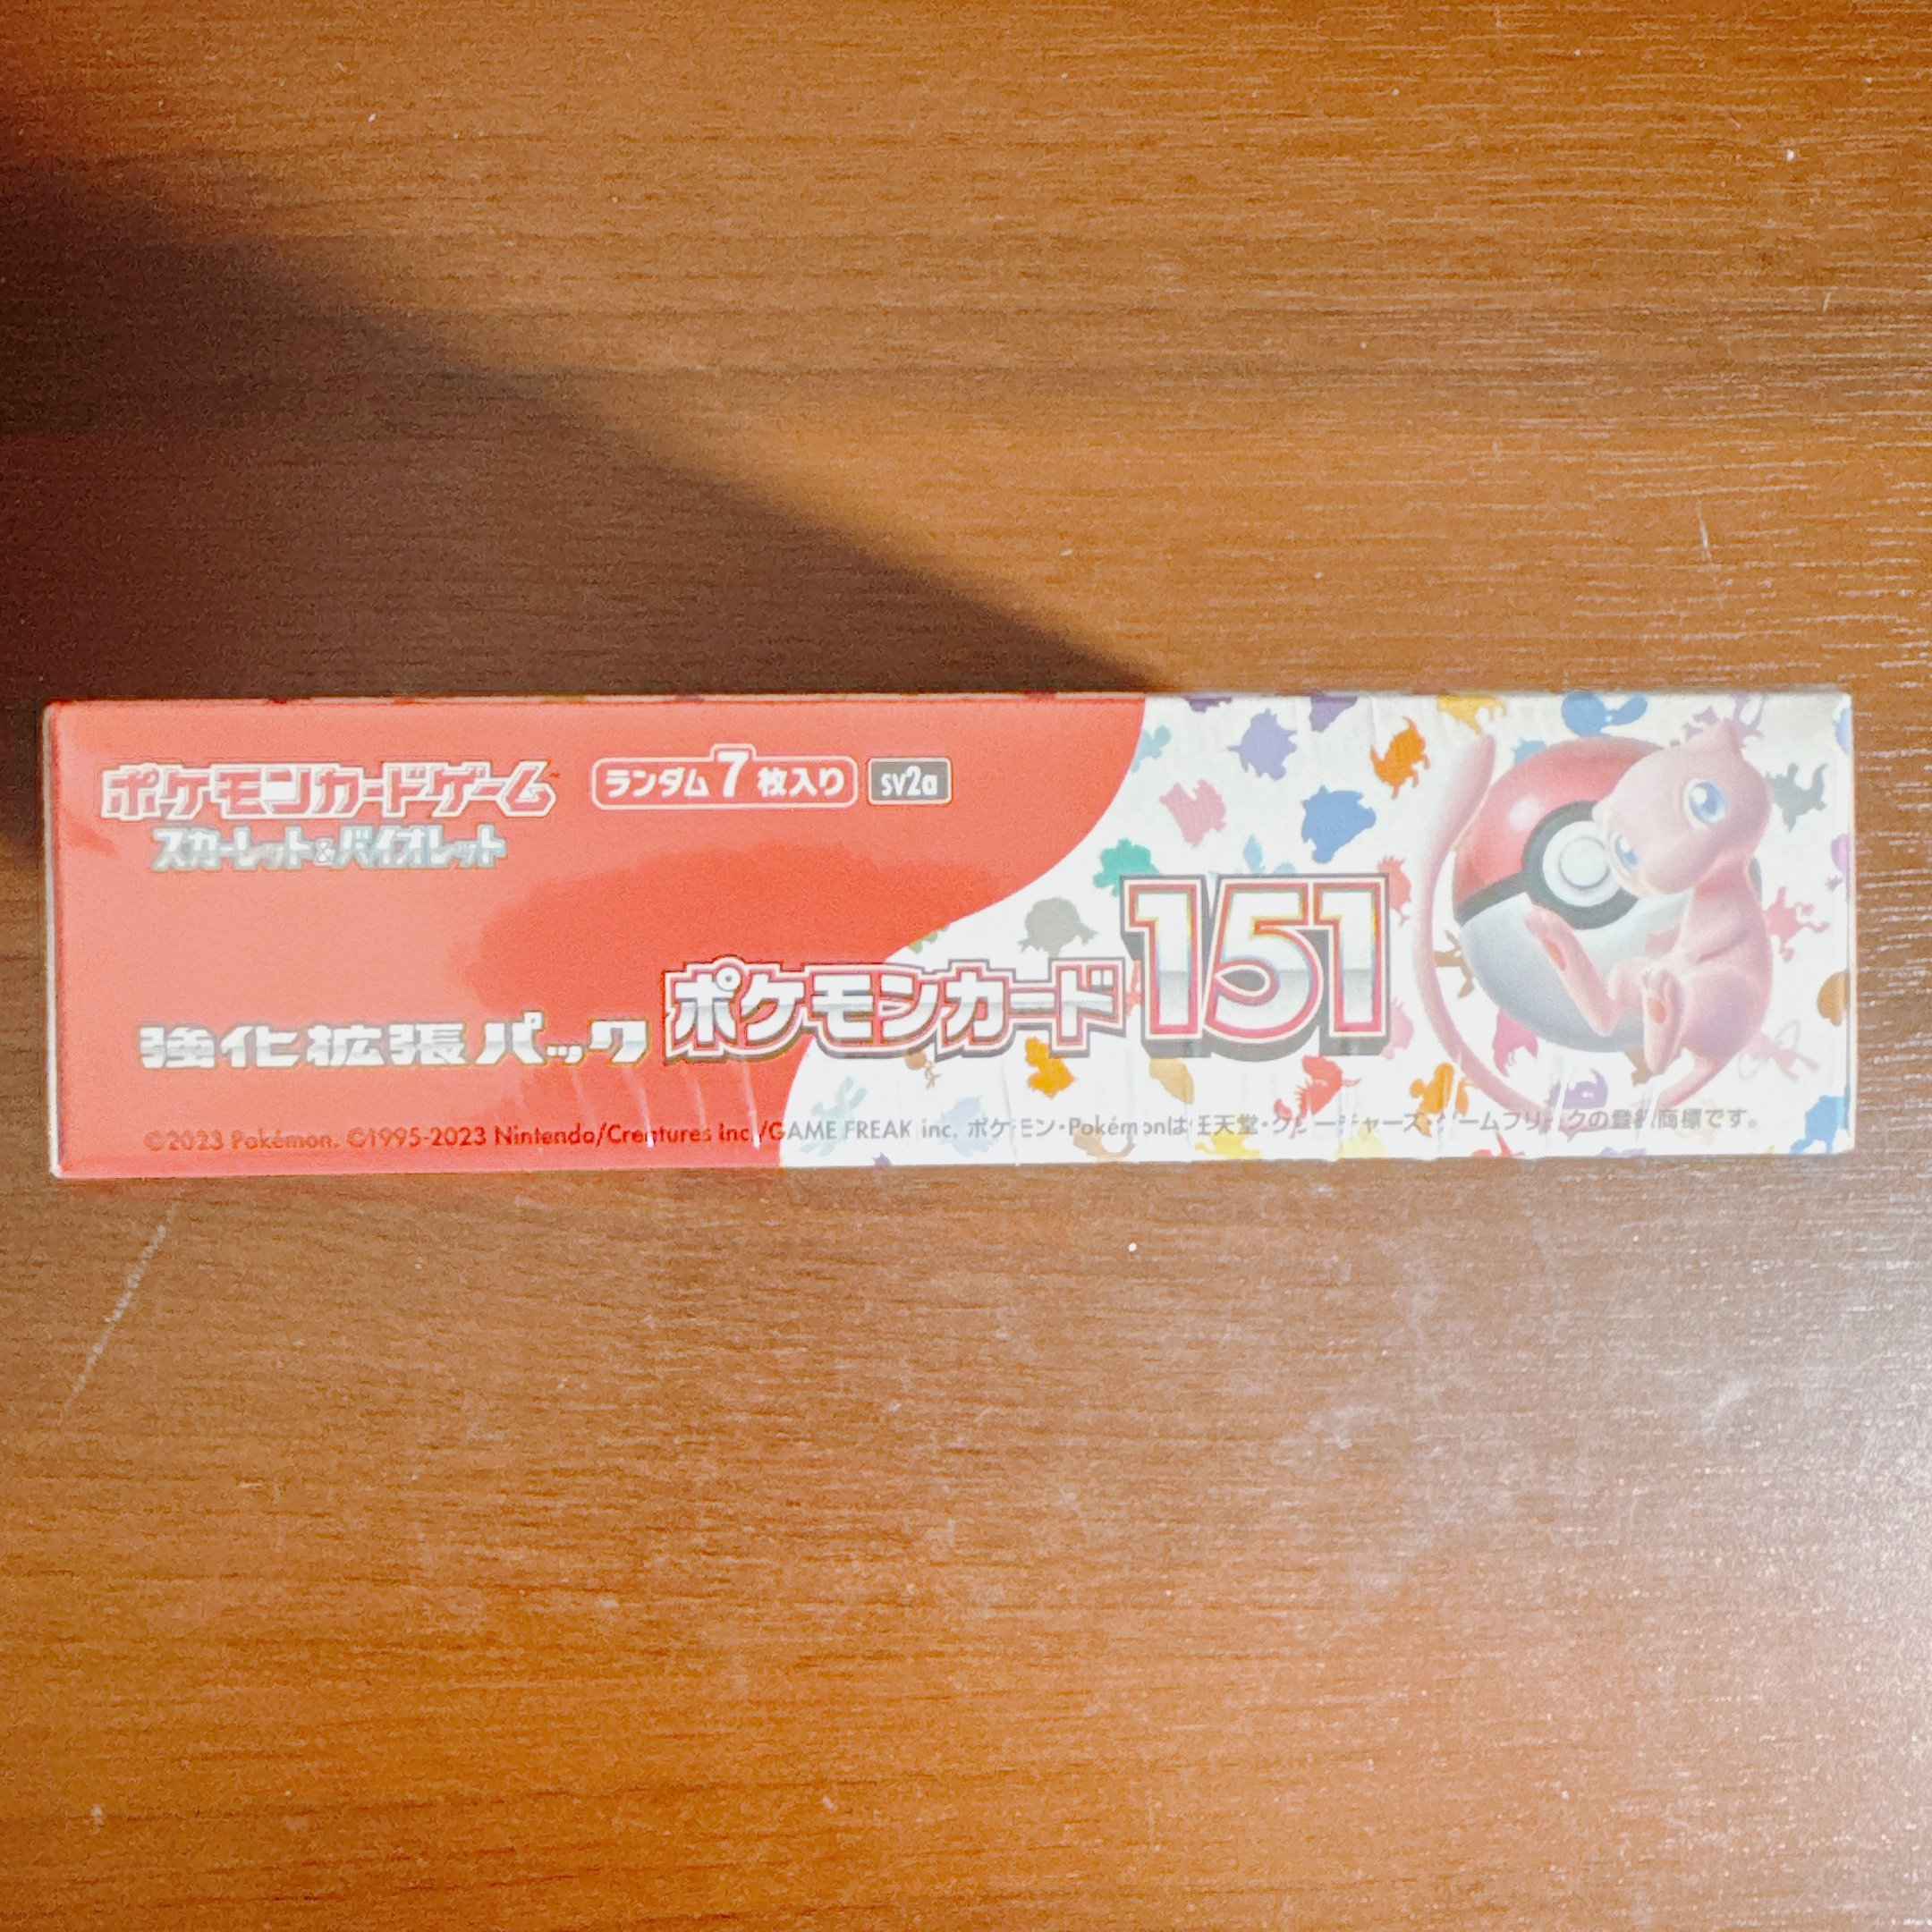 ポケモンカードゲーム
スカーレット&バイオレット
ランダム7枚入り
sv2a
強化拡張パック
ポケモンカード151
©2023 Pokémon. ©1995-2023 Nintendo/Creatures inc./GAME FREAK inc. ポケモン・Pokémonは任天堂・クリーチャーズ・ゲームフリークの登録商標です。